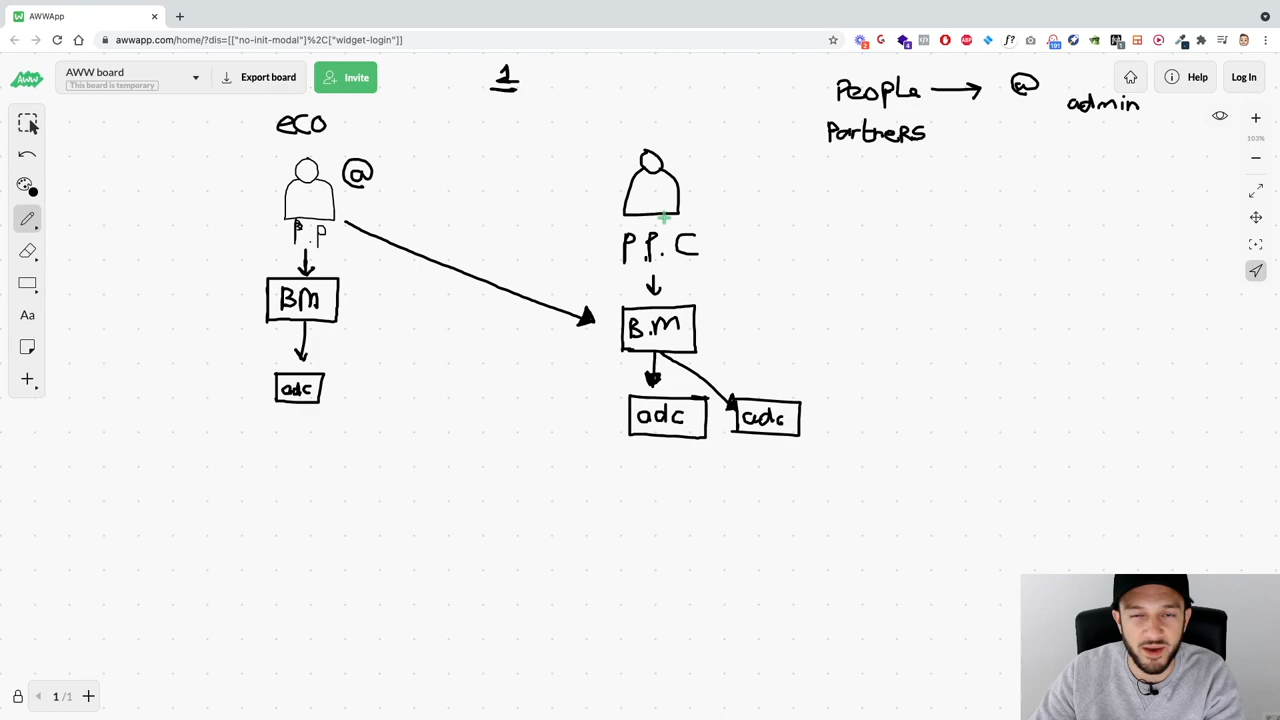 AWWApp
awwapp.com/home/?dis=[["no-init-modal"]%2C["widget-login"]]
AWW board
This board is temporary
Export board
Invite
Help
Log In
103%
1
People → @
admin
Partners
eco
@
P.P
BM
adc
P.P.C
B.M
adc
adc
Aa
1 / 1